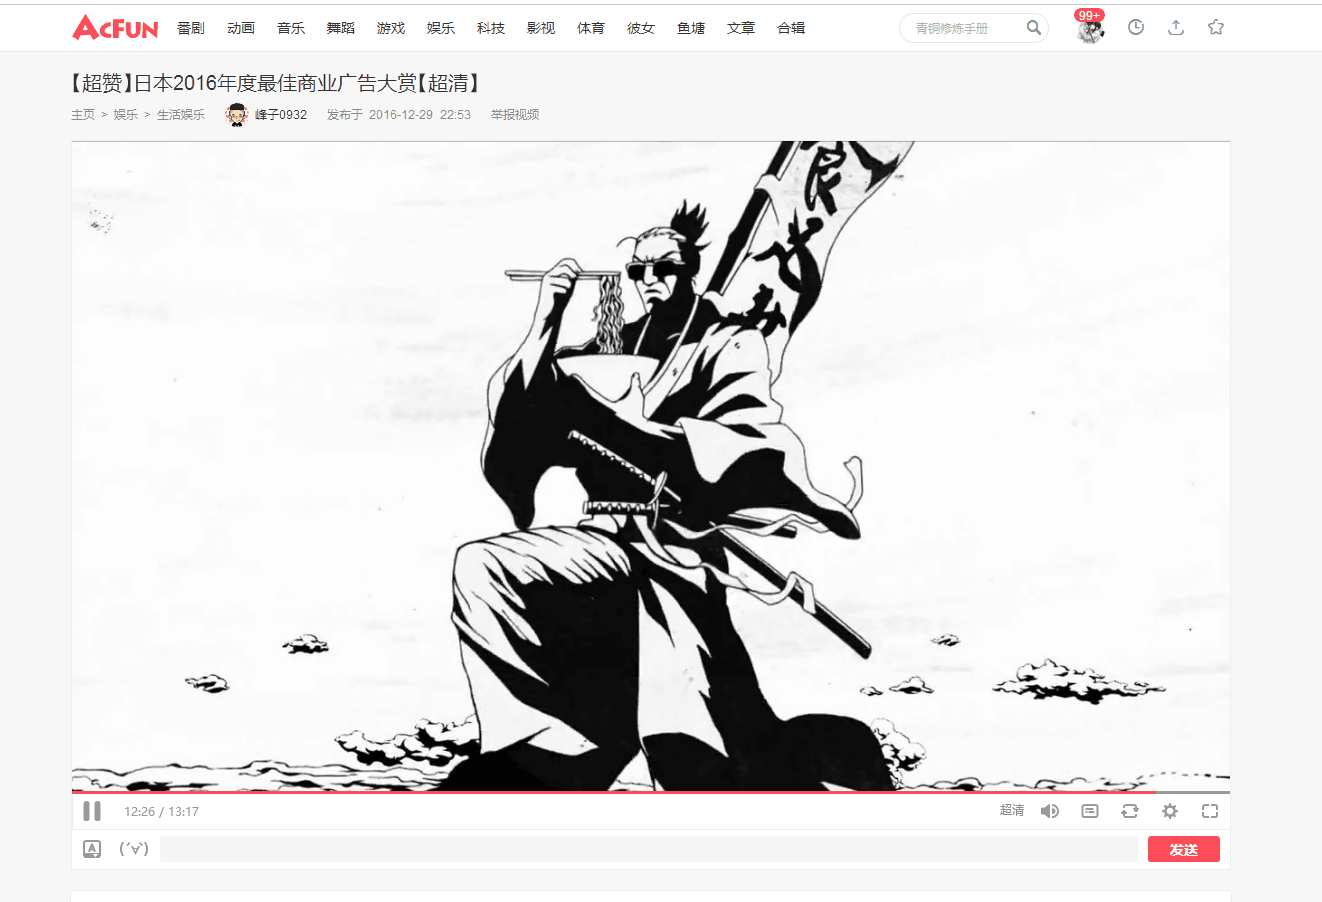 AcFun 番剧 动画 音乐 舞蹈 游戏 娱乐 科技 影视 体育 彼女 鱼塘 文章 合辑 青铜修炼手册 99+
【超赞】日本2016年度最佳商业广告大赏【超清】
主页 > 娱乐 > 生活娱乐 峰子0932 发布于 2016-12-29 22:53 举报视频
12:26 / 13:17 超清
A (´∀`) 发送